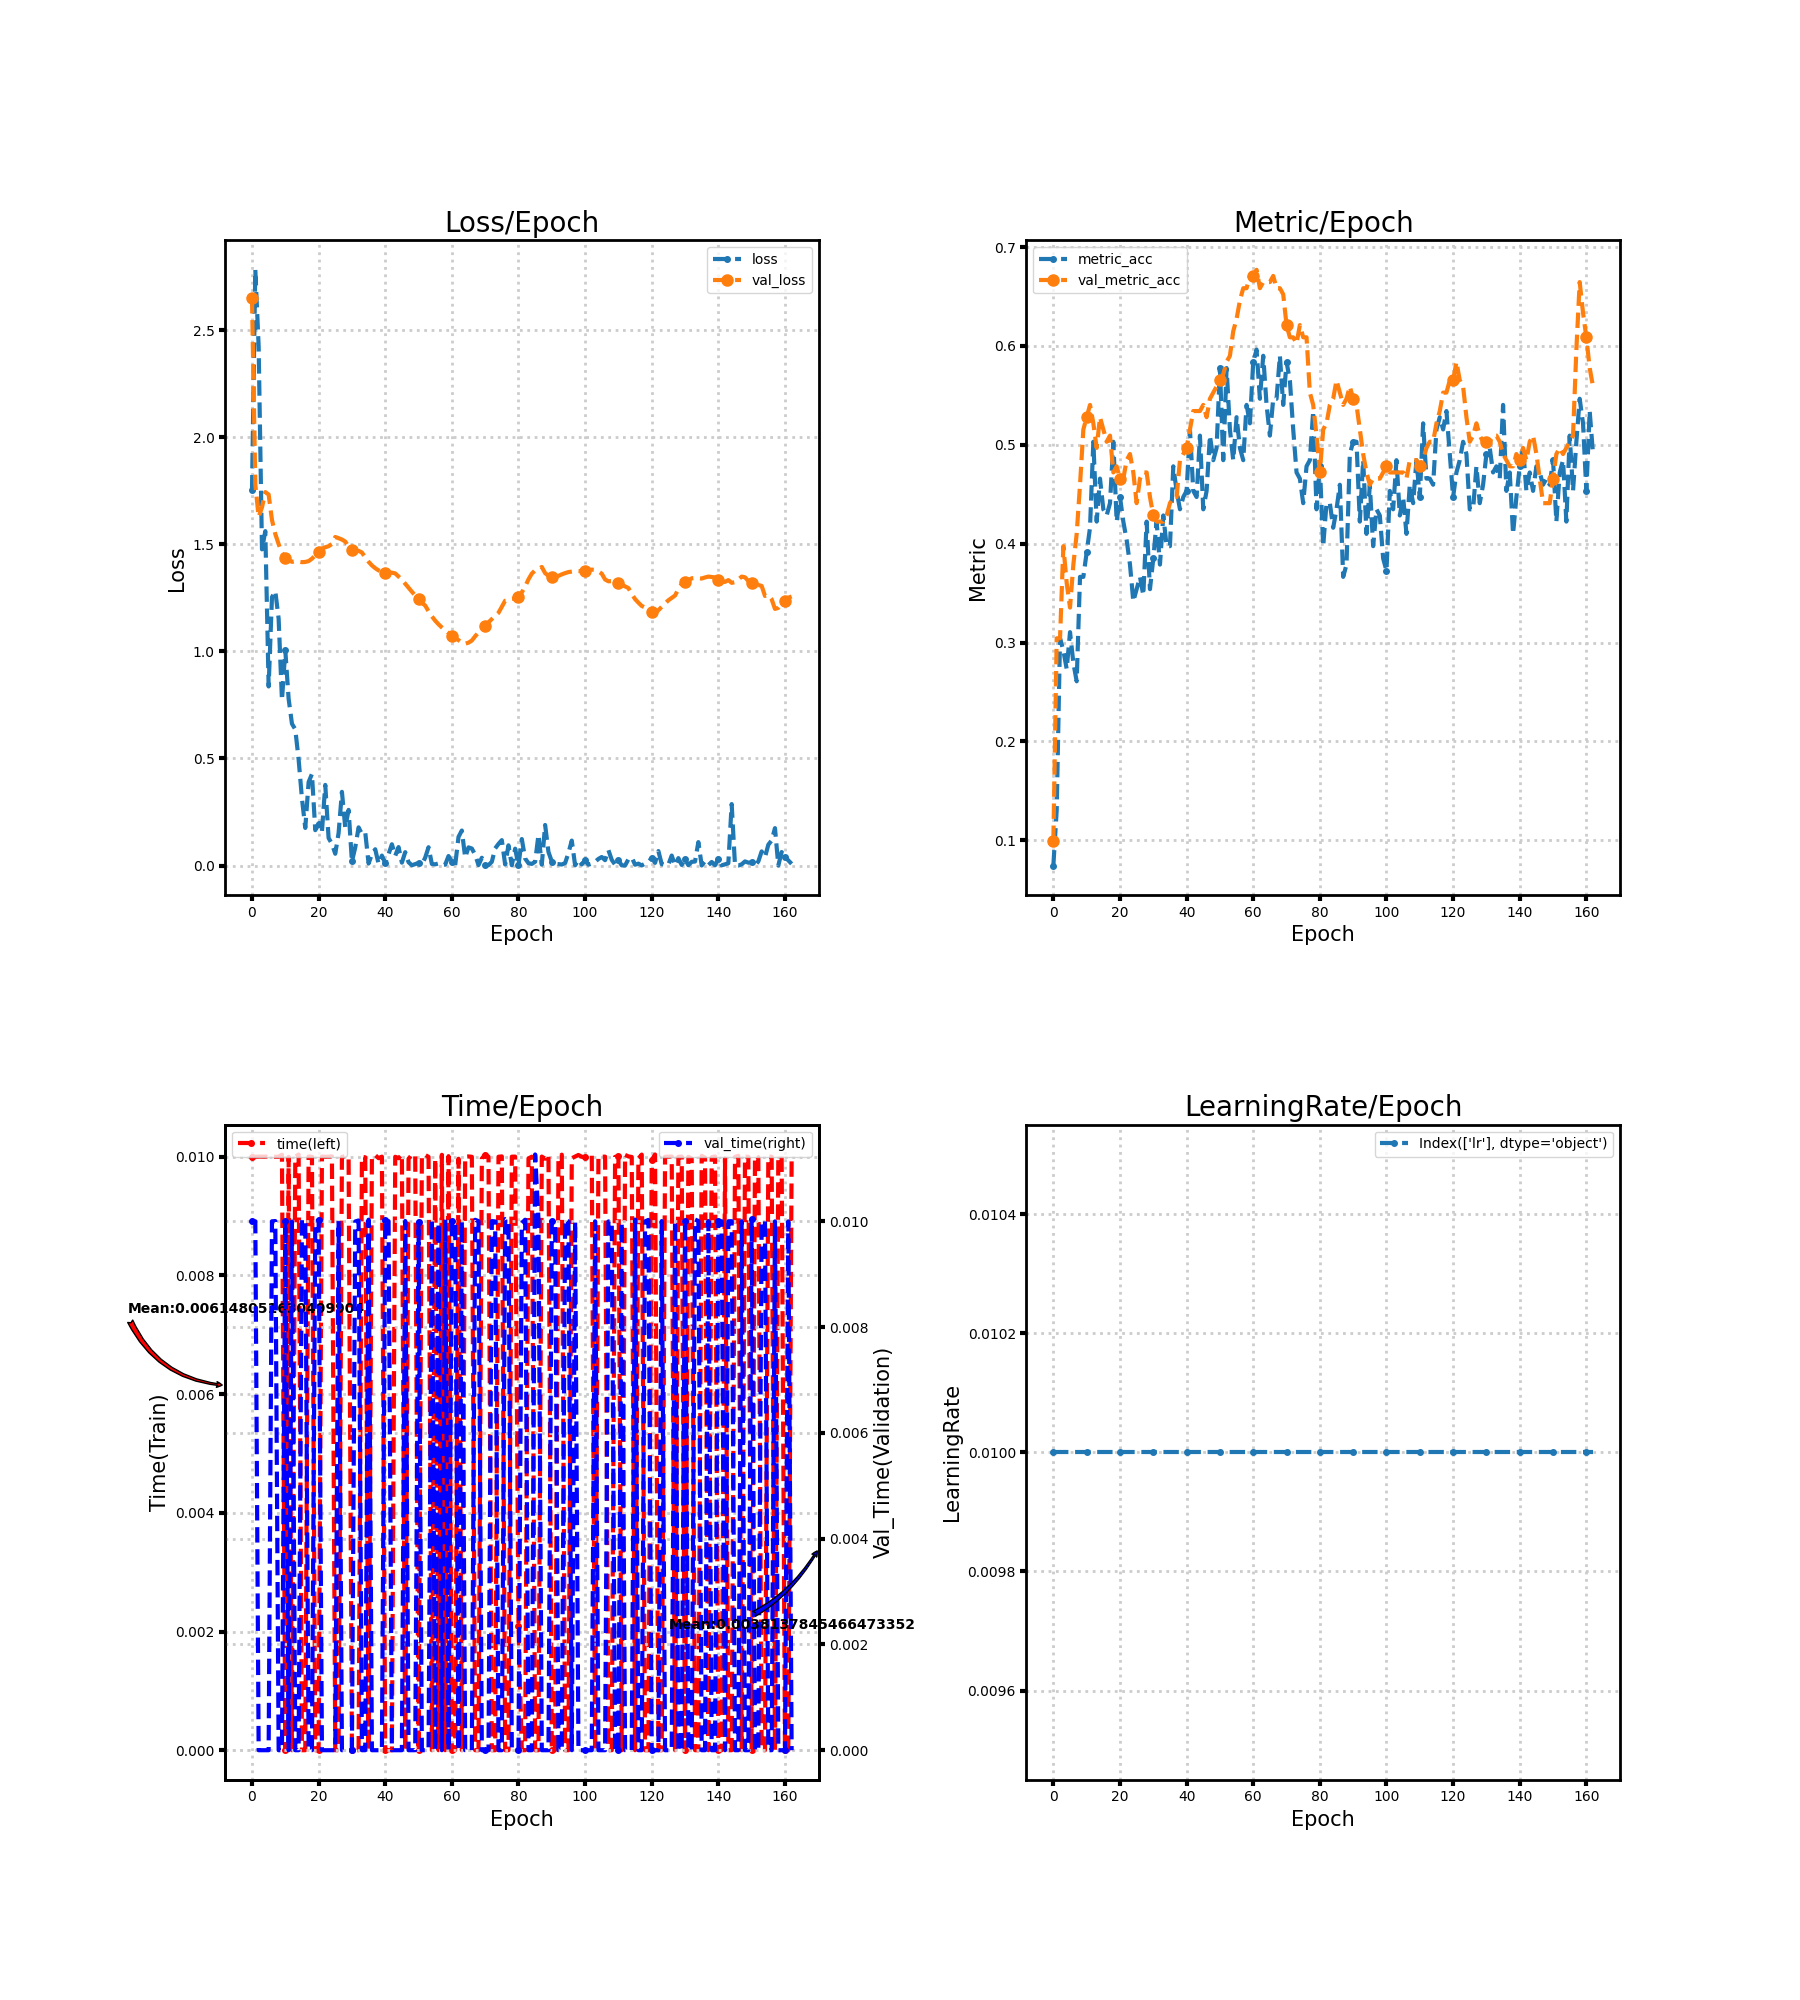 Loss/Epoch
loss
val_loss
2.5
2.0
1.5
1.0
0.5
0.0
Loss
0 20 40 60 80 100 120 140 160
Epoch
Metric/Epoch
metric_acc
val_metric_acc
0.7
0.6
0.5
0.4
0.3
0.2
0.1
Metric
0 20 40 60 80 100 120 140 160
Epoch
Time/Epoch
time(left)
val_time(right)
0.010
0.008
0.006
0.004
0.002
0.000
Time(Train)
0.010
0.008
0.006
0.004
0.002
0.000
Val_Time(Validation)
Mean:0.003813784546647​3352
0 20 40 60 80 100 120 140 160
Epoch
LearningRate/Epoch
Index(['lr'], dtype='object')
0.0104
0.0102
0.0100
0.0098
0.0096
LearningRate
0 20 40 60 80 100 120 140 160
Epoch